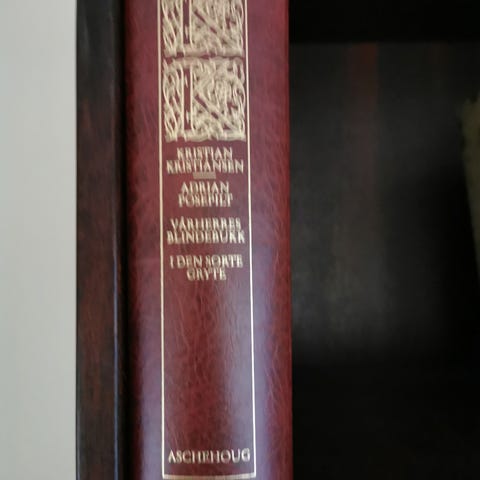 KRISTIAN
KRISTIANSEN
ADRIAN
POSEPILT
VÅRHERRES
BLINDEBUKK
I DEN SORTE
GRYTE
ASCHEHOUG